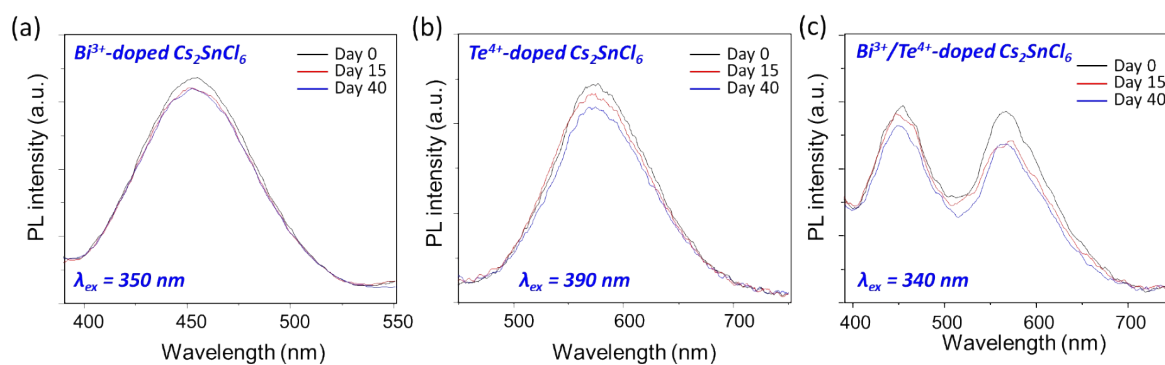 (a)
Bi³⁺-doped Cs₂SnCl₆
Day 0
Day 15
Day 40
PL intensity (a.u.)
λₑₓ = 350 nm
400 450 500 550
Wavelength (nm)
(b)
Te⁴⁺-doped Cs₂SnCl₆
Day 0
Day 15
Day 40
PL intensity (a.u.)
λₑₓ = 390 nm
500 600 700
Wavelength (nm)
(c)
Bi³⁺/Te⁴⁺-doped Cs₂SnCl₆
Day 0
Day 15
Day 40
PL intensity (a.u.)
λₑₓ = 340 nm
400 500 600 700
Wavelength (nm)